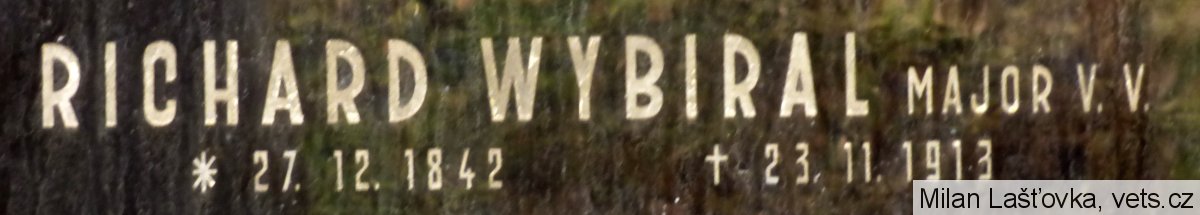 RICHARD WYBIRAL MAJOR V. V.
* 27. 12. 1842 † 23. 11. 1913
Milan Lašťovka, vets.cz